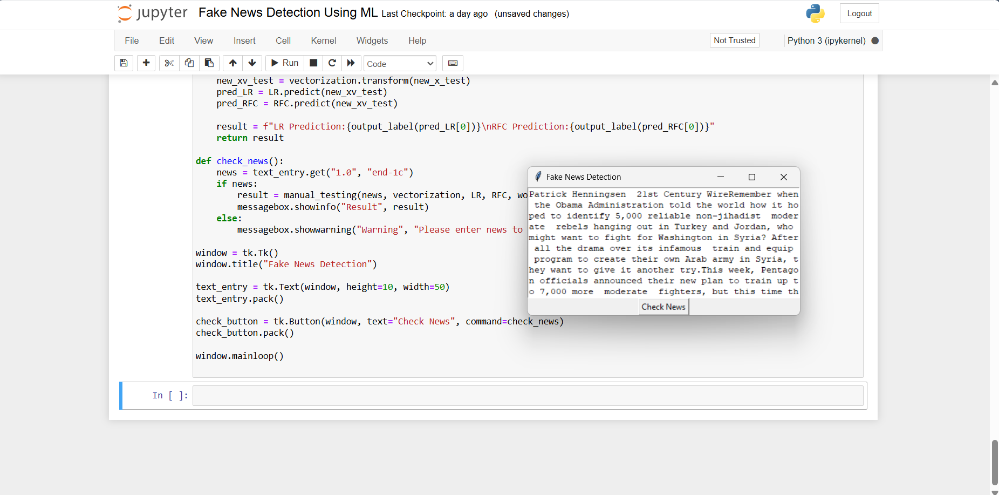 jupyter Fake News Detection Using ML Last Checkpoint: a day ago (unsaved changes)
Logout
File Edit View Insert Cell Kernel Widgets Help
Not Trusted
Python 3 (ipykernel)
Run
Code
    new_xv_test = vectorization.transform(new_x_test)
    pred_LR = LR.predict(new_xv_test)
    pred_RFC = RFC.predict(new_xv_test)
    result = f"LR Prediction:{output_label(pred_LR[0])}\nRFC Prediction:{output_label(pred_RFC[0])}"
    return result
def check_news():
    news = text_entry.get("1.0", "end-1c")
    if news:
        result = manual_testing(news, vectorization, LR, RFC, wo
        messagebox.showinfo("Result", result)
    else:
        messagebox.showwarning("Warning", "Please enter news to
window = tk.Tk()
window.title("Fake News Detection")
text_entry = tk.Text(window, height=10, width=50)
text_entry.pack()
check_button = tk.Button(window, text="Check News", command=check_news)
check_button.pack()
window.mainloop()
Fake News Detection
Patrick Henningsen  21st Century WireRemember when
 the Obama Administration told the world how it ho
ped to identify 5,000 reliable non-jihadist  moder
ate  rebels hanging out in Turkey and Jordan, who
might want to fight for Washington in Syria? After
 all the drama over its infamous  train and equip
 program to create their own Arab army in Syria, t
hey want to give it another try.This week, Pentago
n officials announced their new plan to train up t
o 7,000 more  moderate  fighters, but this time th
Check News
In [ ]: